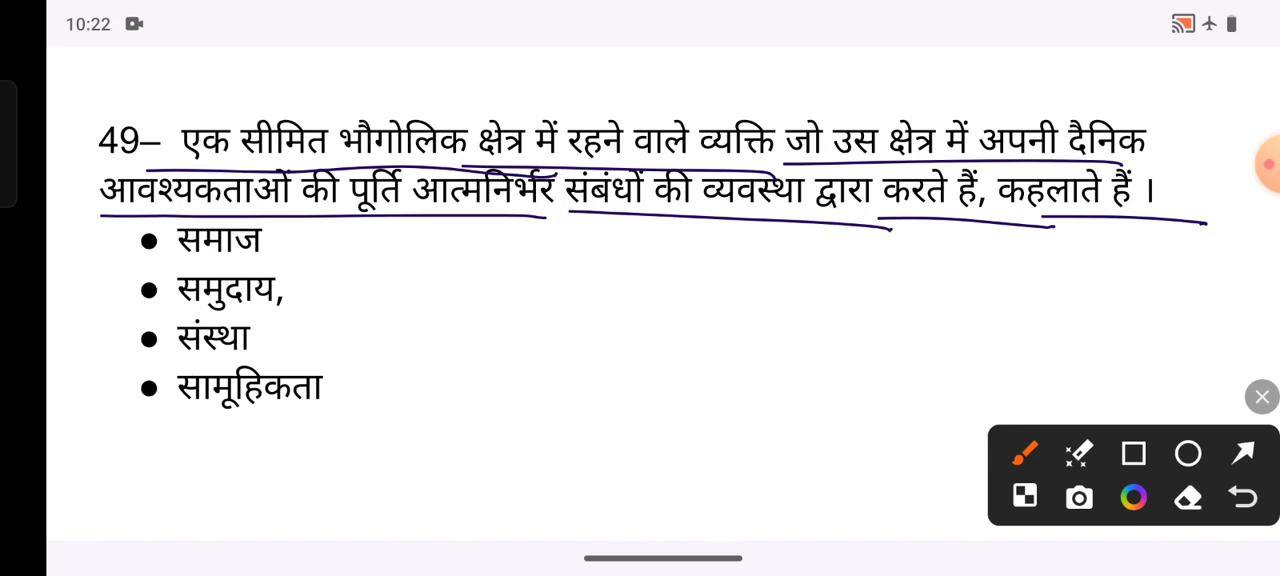 10:22
49– एक सीमित भौगोलिक क्षेत्र में रहने वाले व्यक्ति जो उस क्षेत्र में अपनी दैनिक
आवश्यकताओं की पूर्ति आत्मनिर्भर संबंधों की व्यवस्था द्वारा करते हैं, कहलाते हैं ।
● समाज
● समुदाय,
● संस्था
● सामूहिकता